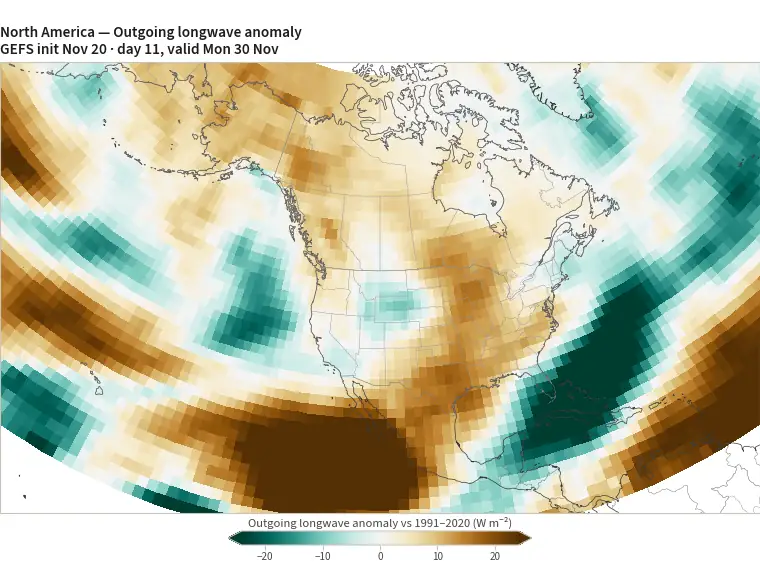 North America — Outgoing longwave anomaly
GEFS init Nov 20 · day 11, valid Mon 30 Nov
Outgoing longwave anomaly vs 1991–2020 (W m⁻²)
−20 −10 0 10 20